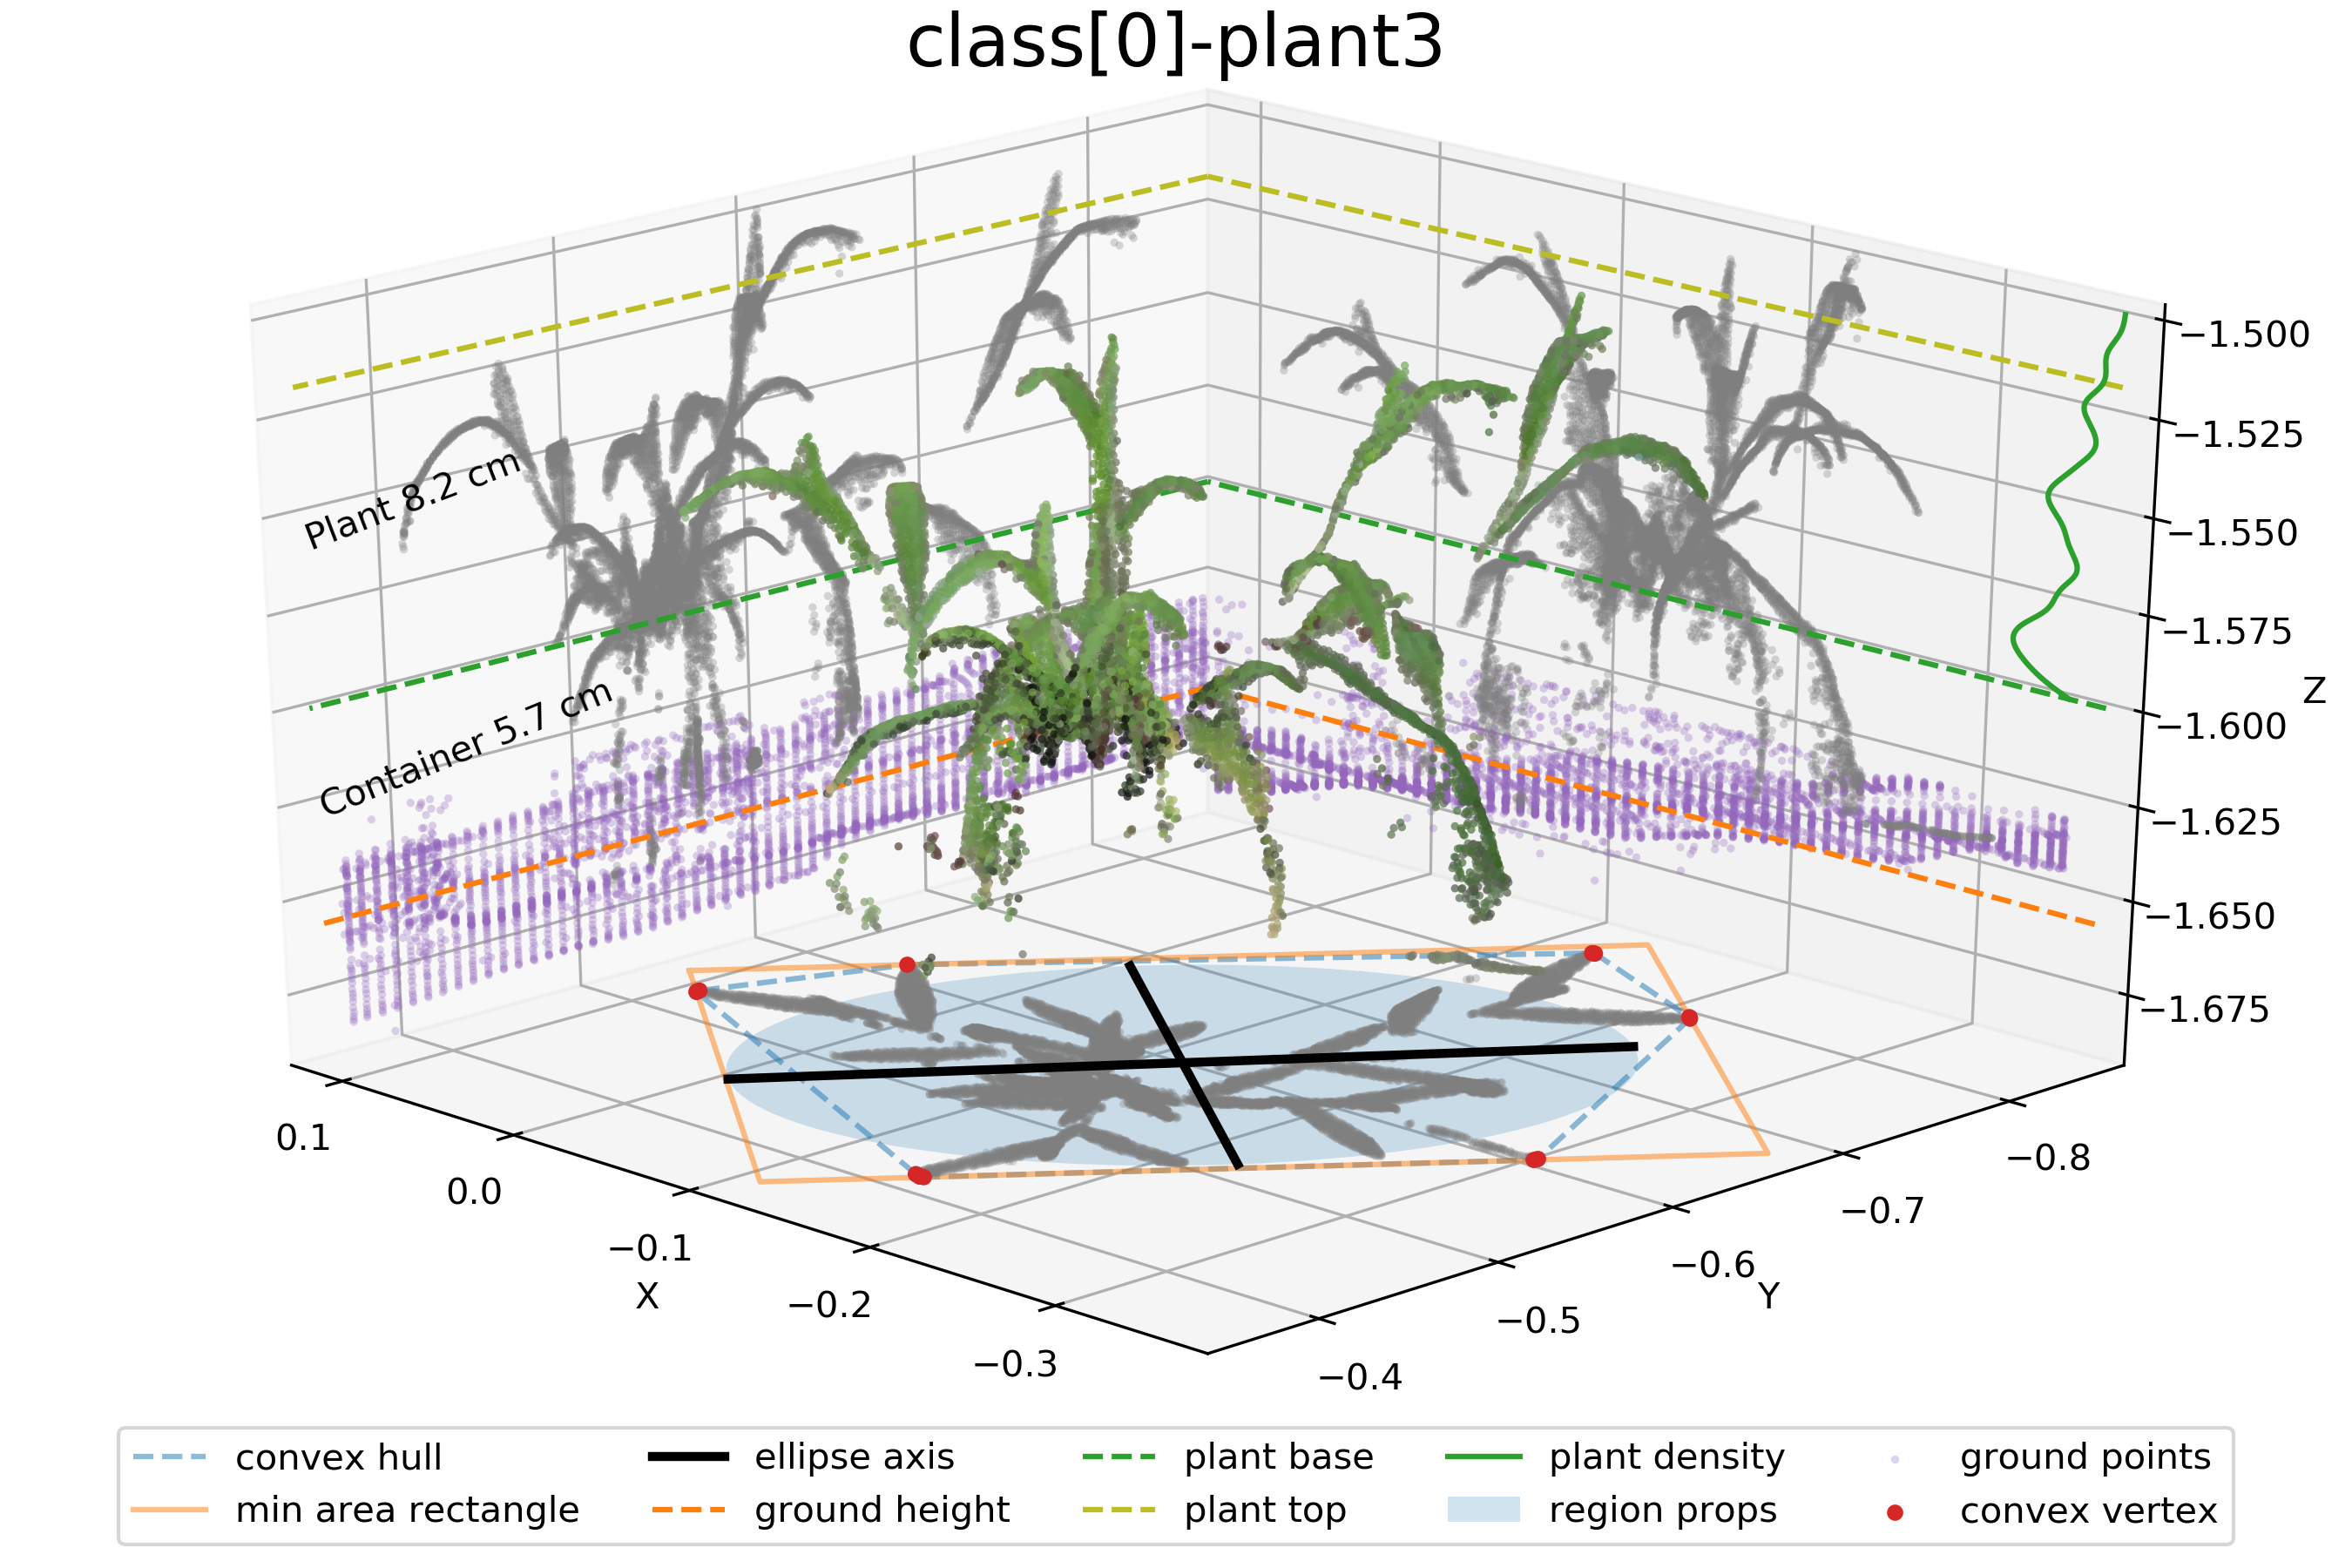 class[0]-plant3
Plant 8.2 cm
Container 5.7 cm
−1.500
−1.525
−1.550
−1.575
−1.600
−1.625
−1.650
−1.675
Z
0.1
0.0
−0.1
−0.2
−0.3
X
−0.4
−0.5
−0.6
−0.7
−0.8
Y
convex hull
min area rectangle
ellipse axis
ground height
plant base
plant top
plant density
region props
ground points
convex vertex